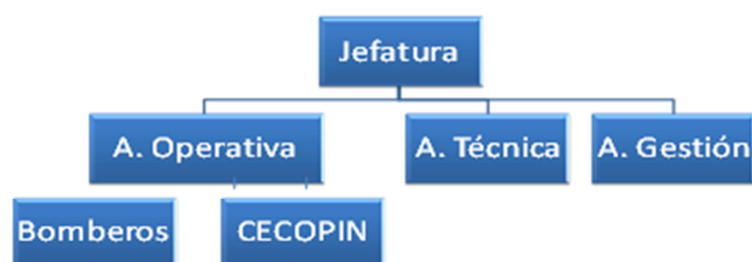 Jefatura
A. Operativa
A. Técnica
A. Gestión
Bomberos
CECOPIN